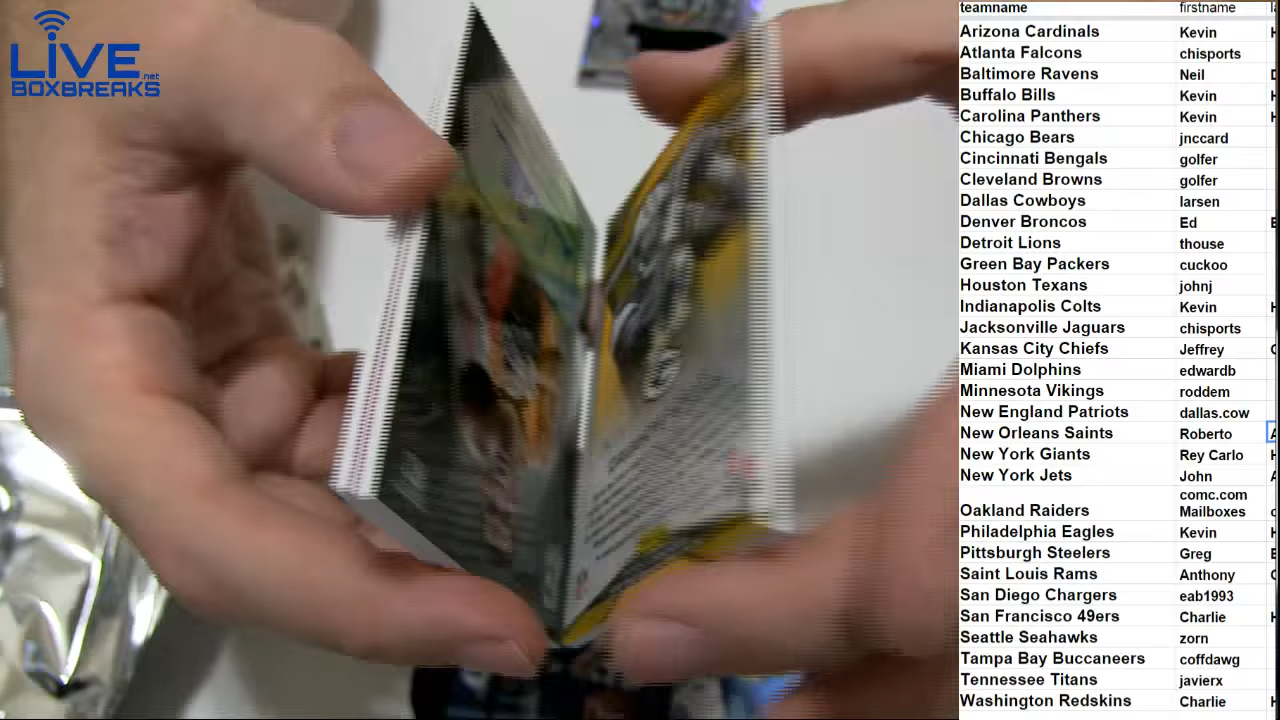 LIVE.net
BOXBREAKS
teamname firstname
Arizona Cardinals Kevin
Atlanta Falcons chisports
Baltimore Ravens Neil
Buffalo Bills Kevin
Carolina Panthers Kevin
Chicago Bears jnccard
Cincinnati Bengals golfer
Cleveland Browns golfer
Dallas Cowboys larsen
Denver Broncos Ed
Detroit Lions thouse
Green Bay Packers cuckoo
Houston Texans johnj
Indianapolis Colts Kevin
Jacksonville Jaguars chisports
Kansas City Chiefs Jeffrey
Miami Dolphins edwardb
Minnesota Vikings roddem
New England Patriots dallas.cow
New Orleans Saints Roberto
New York Giants Rey Carlo
New York Jets John
comc.com
Oakland Raiders Mailboxes
Philadelphia Eagles Kevin
Pittsburgh Steelers Greg
Saint Louis Rams Anthony
San Diego Chargers eab1993
San Francisco 49ers Charlie
Seattle Seahawks zorn
Tampa Bay Buccaneers coffdawg
Tennessee Titans javierx
Washington Redskins Charlie